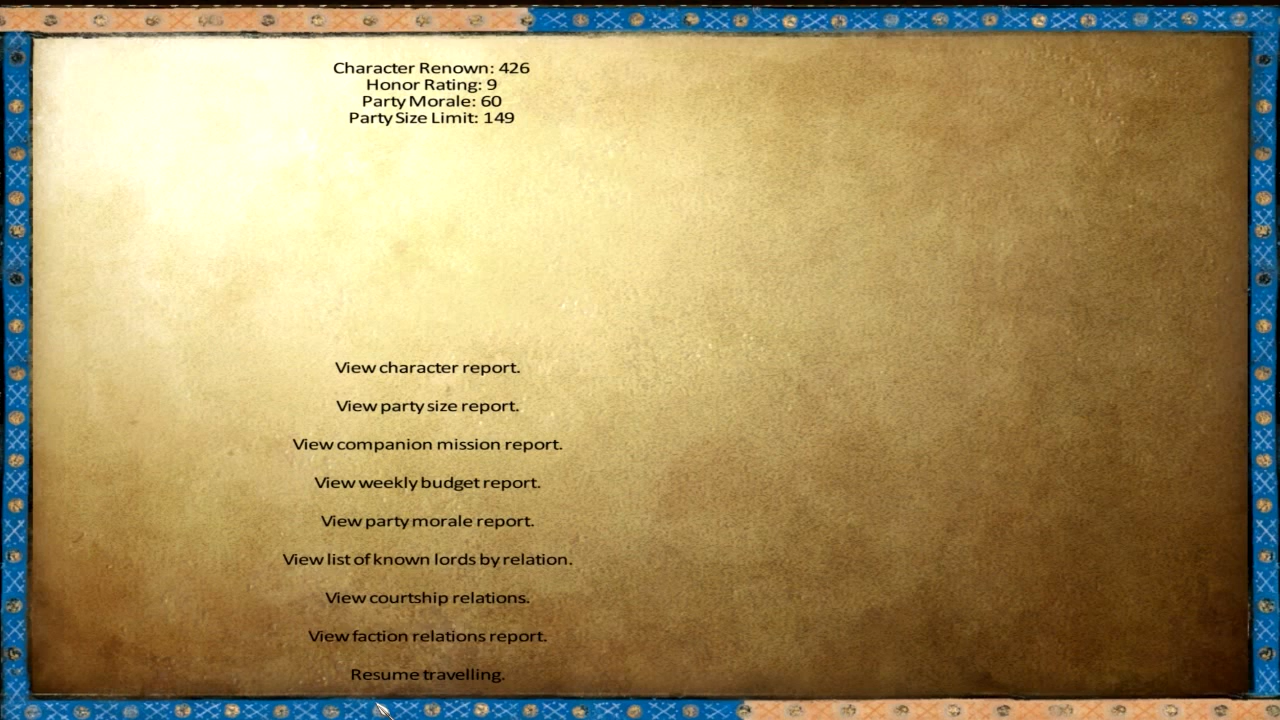 Character Renown: 426
Honor Rating: 9
Party Morale: 60
Party Size Limit: 149
View character report.
View party size report.
View companion mission report.
View weekly budget report.
View party morale report.
View list of known lords by relation.
View courtship relations.
View faction relations report.
Resume travelling.